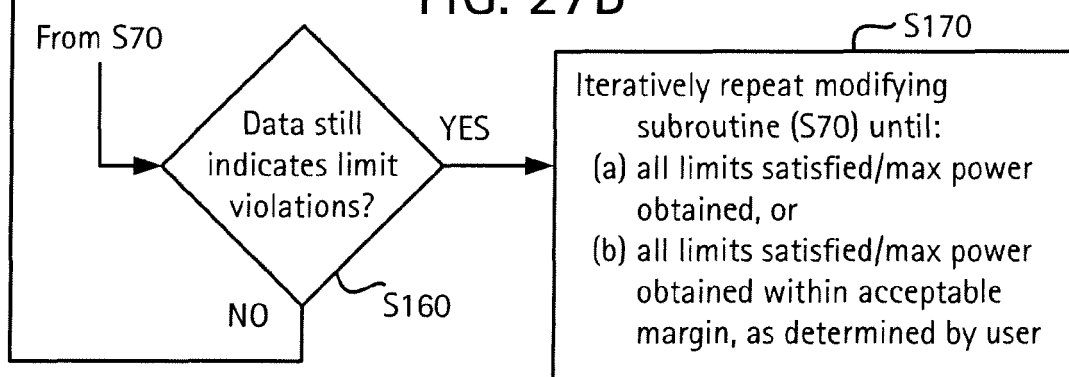 FIG. 27B
From S70
S170
Data still
indicates limit
violations?
YES
NO
S160
Iteratively repeat modifying
subroutine (S70) until:
(a) all limits satisfied/max power
obtained, or
(b) all limits satisfied/max power
obtained within acceptable
margin, as determined by user